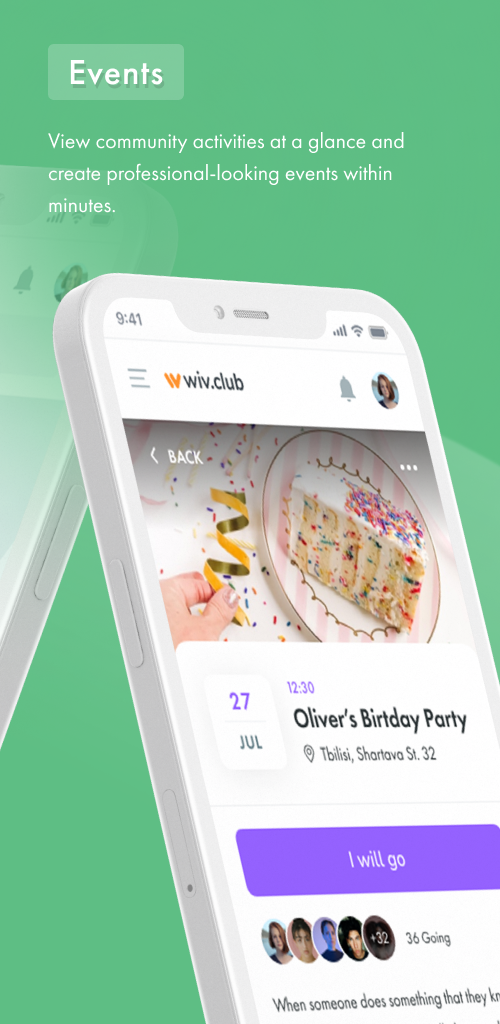 Events
View community activities at a glance and
create professional-looking events within
minutes.
9:41
wiv.club
BACK
27
JUL
12:30
Oliver's Birtday Party
Tbilisi, Shartava St. 32
I will go
+32
36 Going
When someone does something that they